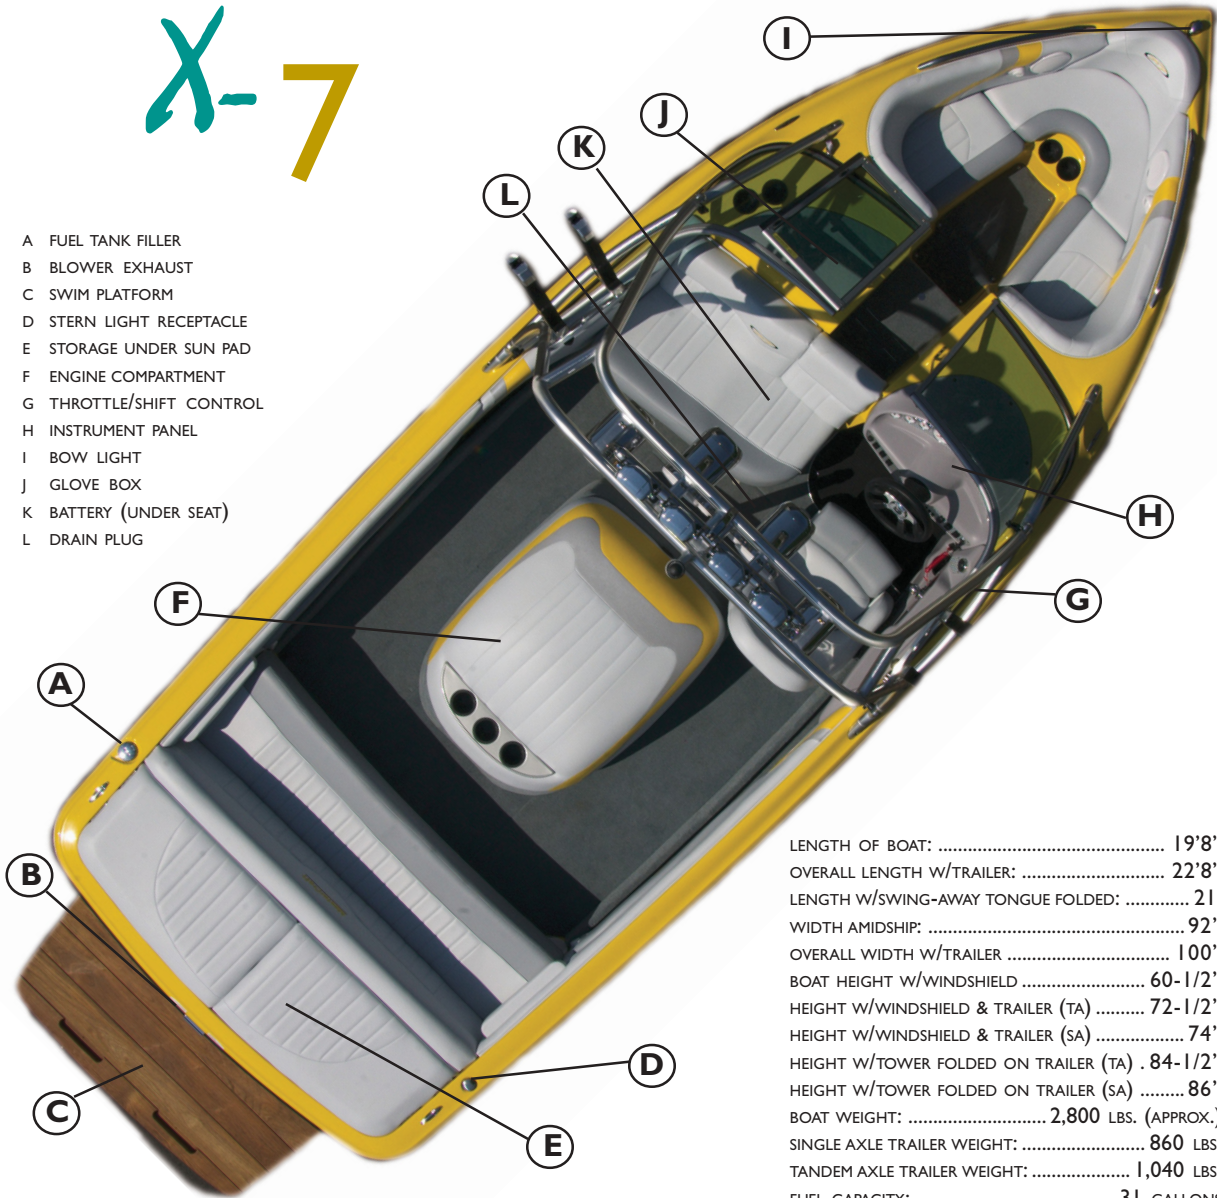 X-7
A FUEL TANK FILLER
B BLOWER EXHAUST
C SWIM PLATFORM
D STERN LIGHT RECEPTACLE
E STORAGE UNDER SUN PAD
F ENGINE COMPARTMENT
G THROTTLE/SHIFT CONTROL
H INSTRUMENT PANEL
I BOW LIGHT
J GLOVE BOX
K BATTERY (UNDER SEAT)
L DRAIN PLUG
I
J
K
L
H
G
F
A
B
C
D
E
LENGTH OF BOAT: ........................................ 19'8'
OVERALL LENGTH W/TRAILER: ......................... 22'8'
LENGTH W/SWING-AWAY TONGUE FOLDED: ............ 21
WIDTH AMIDSHIP: ............................................. 92'
OVERALL WIDTH W/TRAILER ............................ 100'
BOAT HEIGHT W/WINDSHIELD ..................... 60-1/2'
HEIGHT W/WINDSHIELD & TRAILER (TA) .......... 72-1/2'
HEIGHT W/WINDSHIELD & TRAILER (SA) .................. 74'
HEIGHT W/TOWER FOLDED ON TRAILER (TA) . 84-1/2'
HEIGHT W/TOWER FOLDED ON TRAILER (SA) ......... 86'
BOAT WEIGHT: ........................ 2,800 LBS. (APPROX.)
SINGLE AXLE TRAILER WEIGHT: ..................... 860 LBS
TANDEM AXLE TRAILER WEIGHT: ................. 1,040 LBS
FUEL CAPACITY: ................................... 31 GALLONS